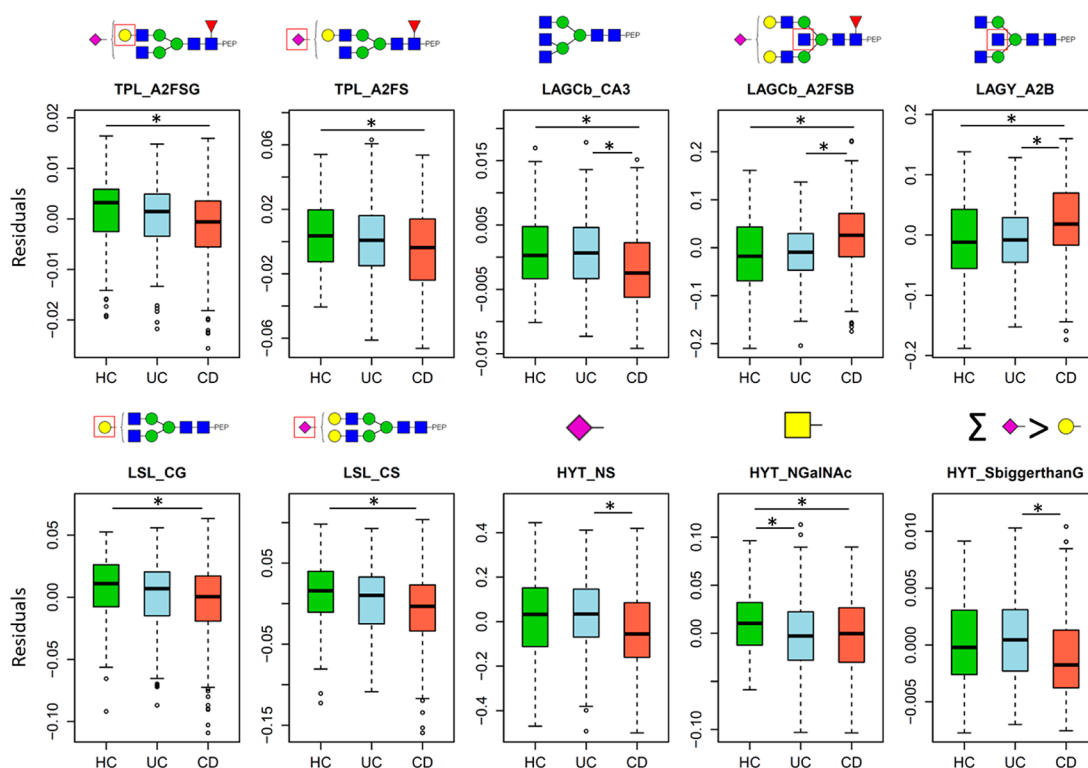 PEP PEP PEP PEP
TPL_A2FSG TPL_A2FS LAGCb_CA3 LAGCb_A2FSB LAGY_A2B
* * * * *
* * *
Residuals
0.02 0.01 0.00 −0.01 −0.02
0.06 0.02 −0.02 −0.06
0.015 0.005 −0.005 −0.015
0.2 0.1 0.0 −0.1 −0.2
0.2 0.1 0.0 −0.1 −0.2
HC UC CD HC UC CD HC UC CD HC UC CD HC UC CD
PEP PEP Σ >
LSL_CG LSL_CS HYT_NS HYT_NGalNAc HYT_SbiggerthanG
* * * * * *
Residuals
0.05 0.00 −0.05 −0.10
0.05 −0.05 −0.15
0.4 0.2 0.0 −0.2 −0.4
0.10 0.05 0.00 −0.10
0.010 0.005 0.000 −0.005
HC UC CD HC UC CD HC UC CD HC UC CD HC UC CD